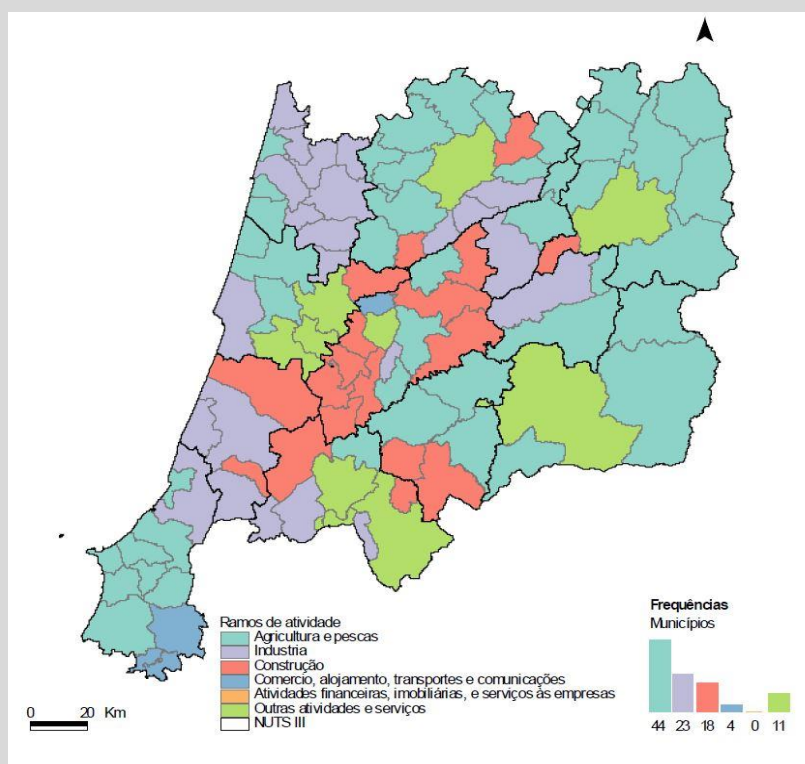 Ramos de atividade
Agricultura e pescas
Industria
Construção
Comercio, alojamento, transportes e comunicações
Atividades financeiras, imobiliárias, e serviços às empresas
Outras atividades e serviços
NUTS III
0 20 Km
Frequências
Municípios
44 23 18 4 0 11